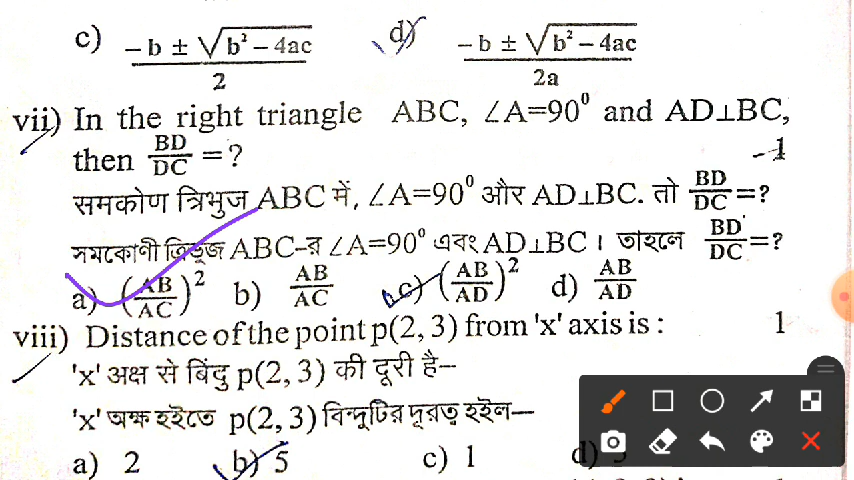 c) -b ± √b² - 4ac / 2 d) -b ± √b² - 4ac / 2a
vii) In the right triangle ABC, ∠A=90⁰ and AD⊥BC,
then BD/DC =? 1
समकोण त्रिभुज ABC में, ∠A=90⁰ और AD⊥BC. तो BD/DC =?
সমকোণী ত্রিভূজ ABC-র ∠A=90⁰ এবং AD⊥BC । তাহলে BD/DC =?
a) (AB/AC)² b) AB/AC c) (AB/AD)² d) AB/AD
viii) Distance of the point p(2, 3) from 'x' axis is : 1
'x' अक्ष से बिंदु p(2, 3) की दूरी है–
'x' অক্ষ হইতে p(2, 3) বিন্দুটির দূরত্ব হইল—
a) 2 b) 5 c) 1 d)